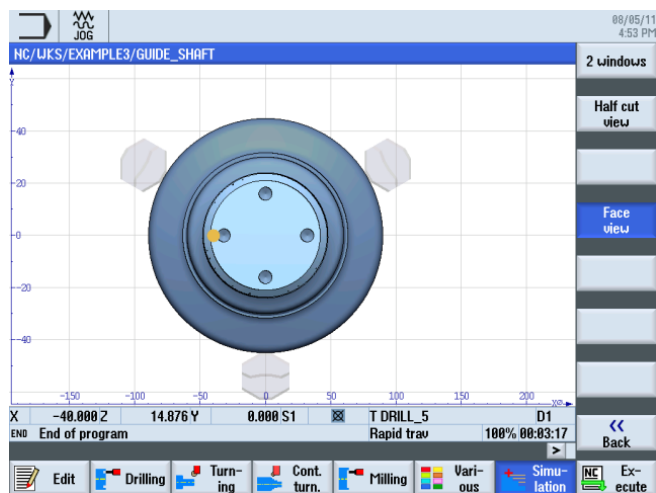 JOG
08/05/11
4:53 PM
NC/WKS/EXAMPLE3/GUIDE_SHAFT
2 windows
Half cut
view
Face
view
Back
40
20
0
-20
-40
-150 -100 -50 0 50 100 150 200
X -40.000 Z 14.876 Y 0.000 S1 T DRILL_5 D1
END End of program Rapid trav 100% 00:03:17
>
Edit
Drilling
Turn-
ing
Cont.
turn.
Milling
Vari-
ous
Simu-
lation
NC
Ex-
ecute